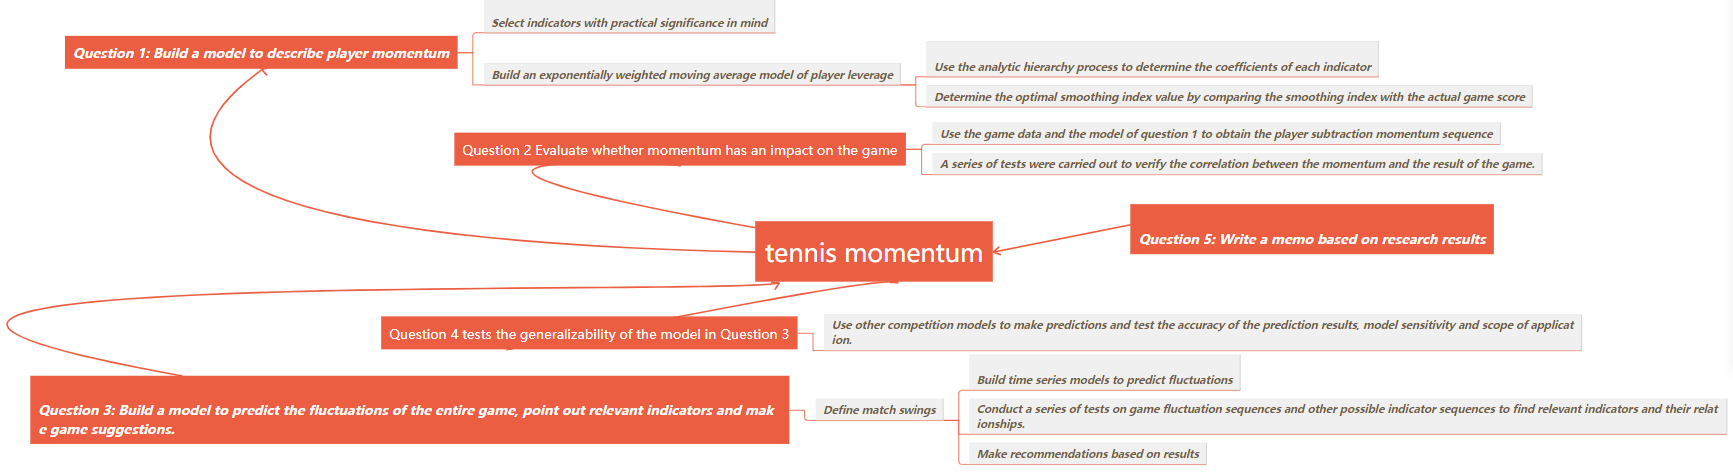 Select indicators with practical significance in mind
Question 1: Build a model to describe player momentum
Build an exponentially weighted moving average model of player leverage
Use the analytic hierarchy process to determine the coefficients of each indicator
Determine the optimal smoothing index value by comparing the smoothing index with the actual game score
Question 2 Evaluate whether momentum has an impact on the game
Use the game data and the model of question 1 to obtain the player subtraction momentum sequence
A series of tests were carried out to verify the correlation between the momentum and the result of the game.
tennis momentum
Question 5: Write a memo based on research results
Question 4 tests the generalizability of the model in Question 3
Use other competition models to make predictions and test the accuracy of the prediction results, model sensitivity and scope of applicat
ion.
Question 3: Build a model to predict the fluctuations of the entire game, point out relevant indicators and mak
e game suggestions.
Define match swings
Build time series models to predict fluctuations
Conduct a series of tests on game fluctuation sequences and other possible indicator sequences to find relevant indicators and their relat
ionships.
Make recommendations based on results